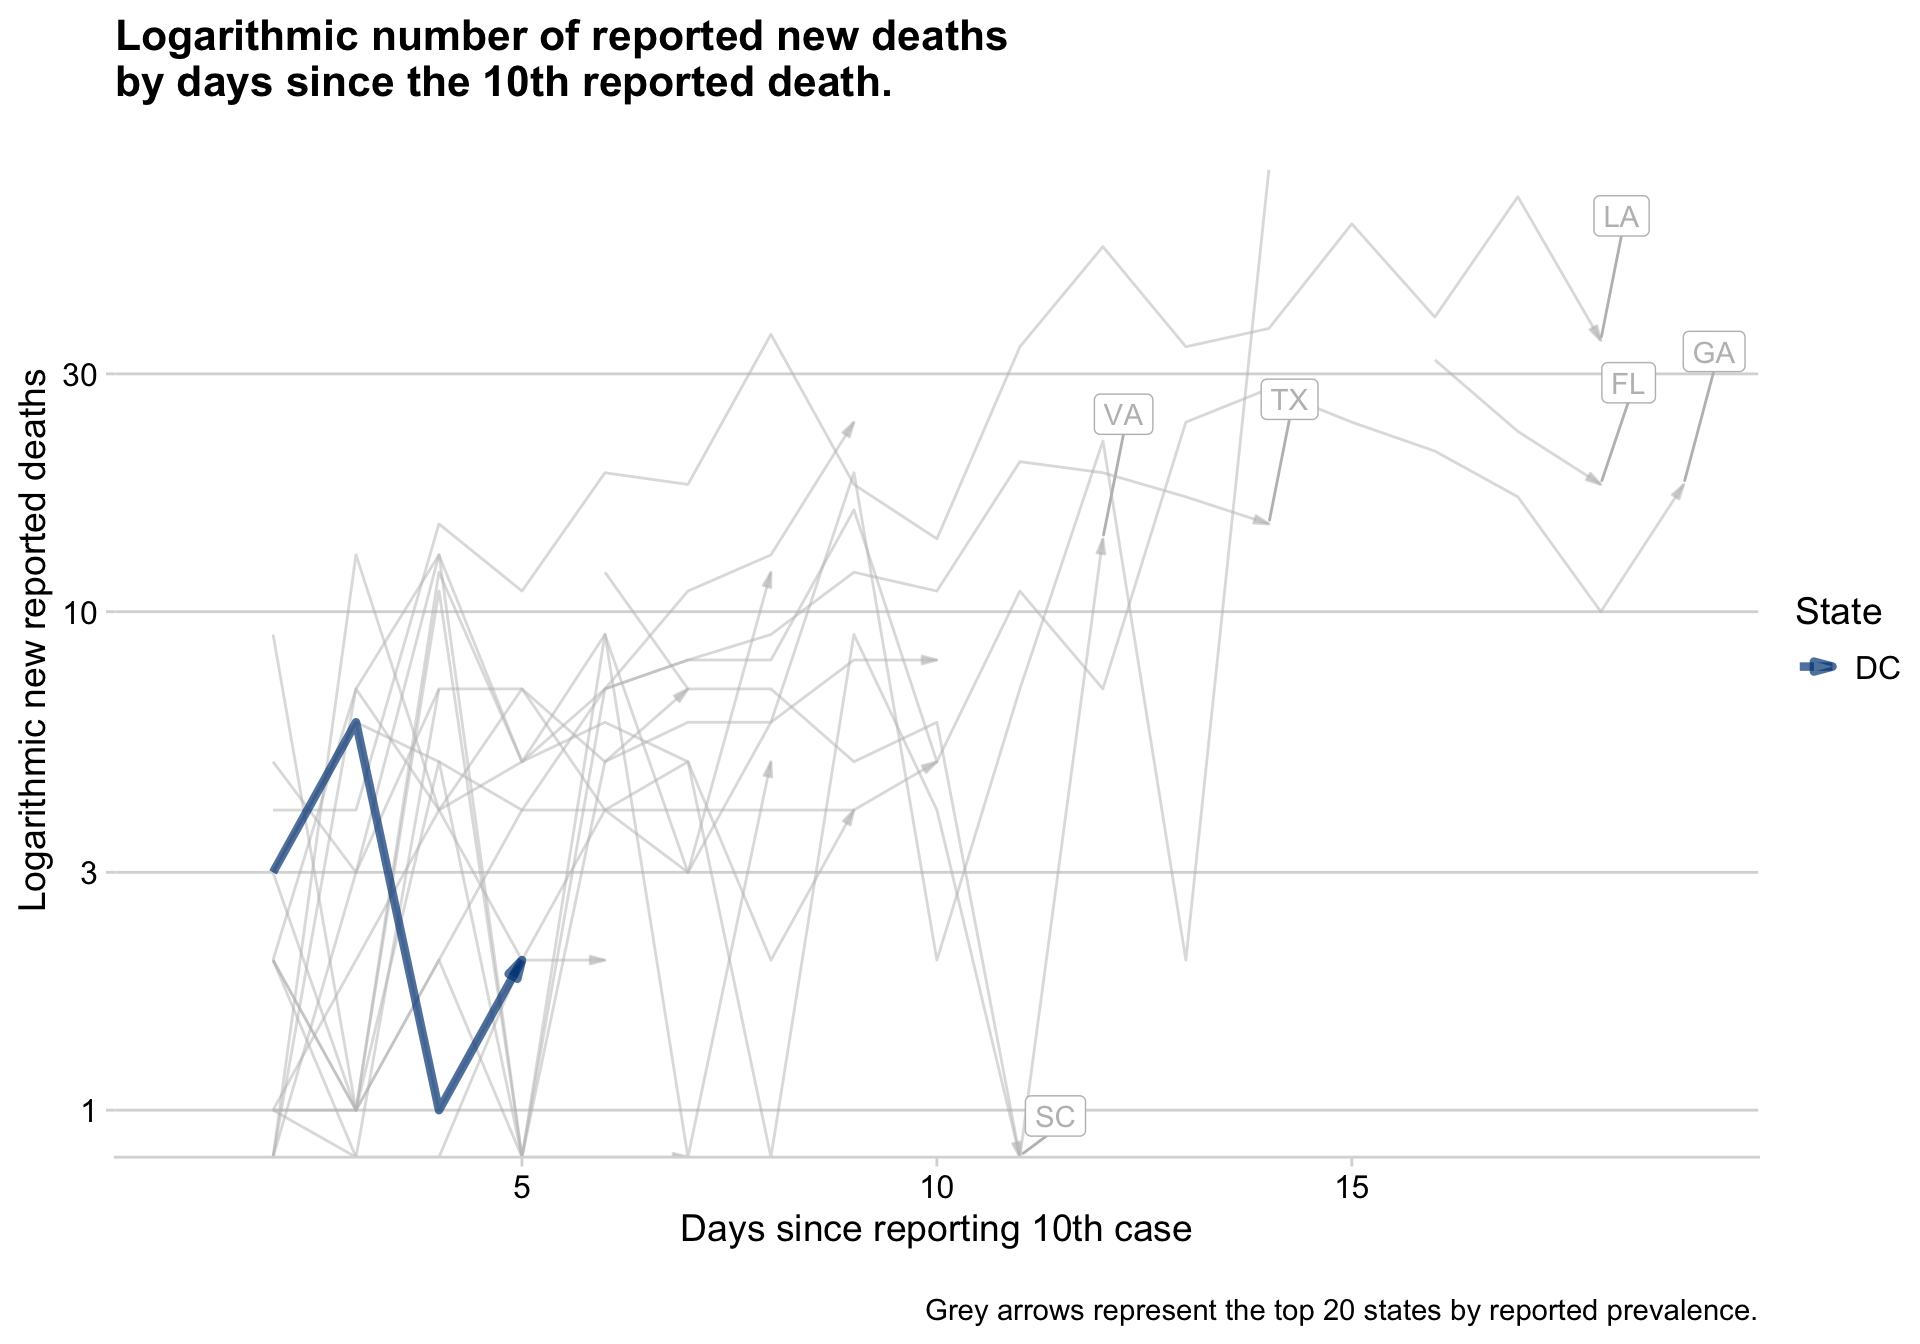 Logarithmic number of reported new deaths
by days since the 10th reported death.
LA
GA
FL
TX
VA
SC
Logarithmic new reported deaths
30
10
3
1
5
10
15
Days since reporting 10th case
State
DC
Grey arrows represent the top 20 states by reported prevalence.